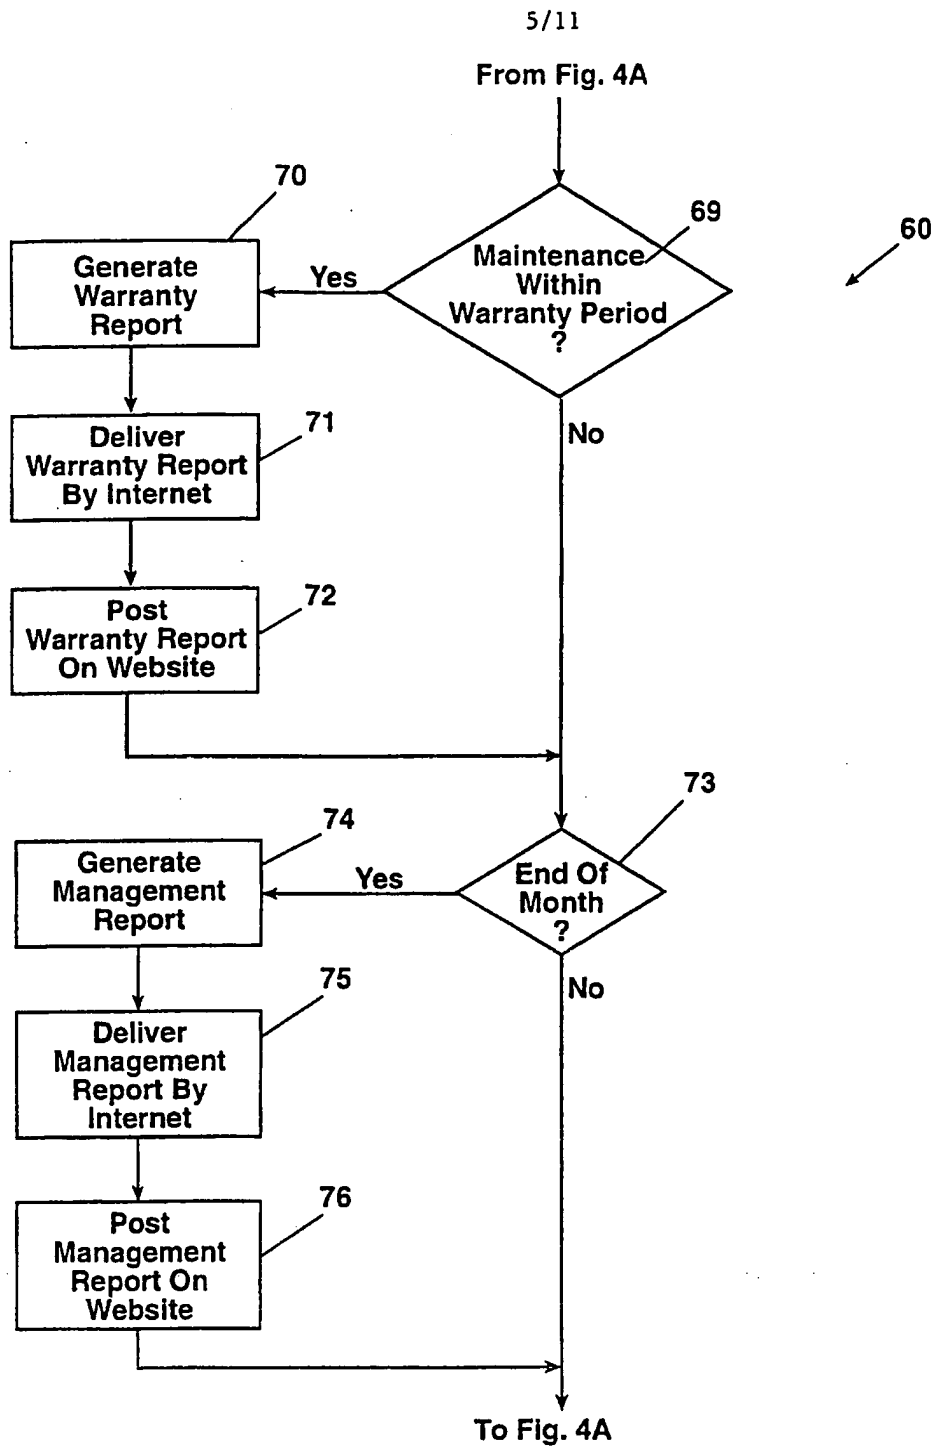 5/11
From Fig. 4A
70
69
60
Generate
Warranty
Report
Yes
Maintenance
Within
Warranty Period
?
71
Deliver
Warranty Report
By Internet
No
72
Post
Warranty Report
On Website
73
74
Generate
Management
Report
Yes
End Of
Month
?
75
No
Deliver
Management
Report By
Internet
76
Post
Management
Report On
Website
To Fig. 4A